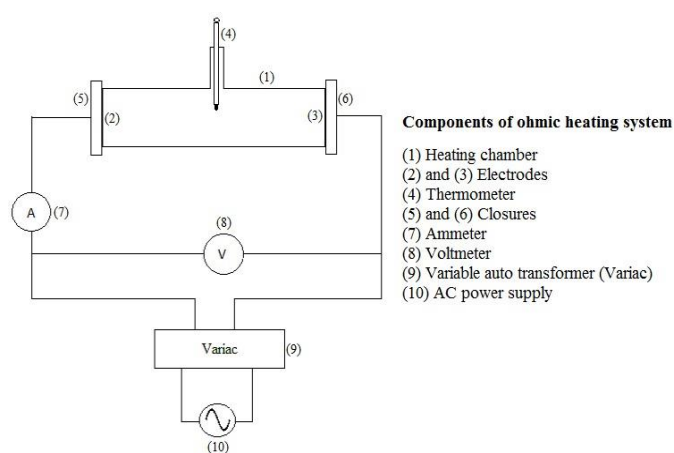 (4)
(1)
(5)
(6)
(2)
(3)
Components of ohmic heating system
(1) Heating chamber
(2) and (3) Electrodes
(4) Thermometer
(5) and (6) Closures
(7) Ammeter
(8) Voltmeter
(9) Variable auto transformer (Variac)
(10) AC power supply
A
(7)
(8)
V
Variac
(9)
(10)